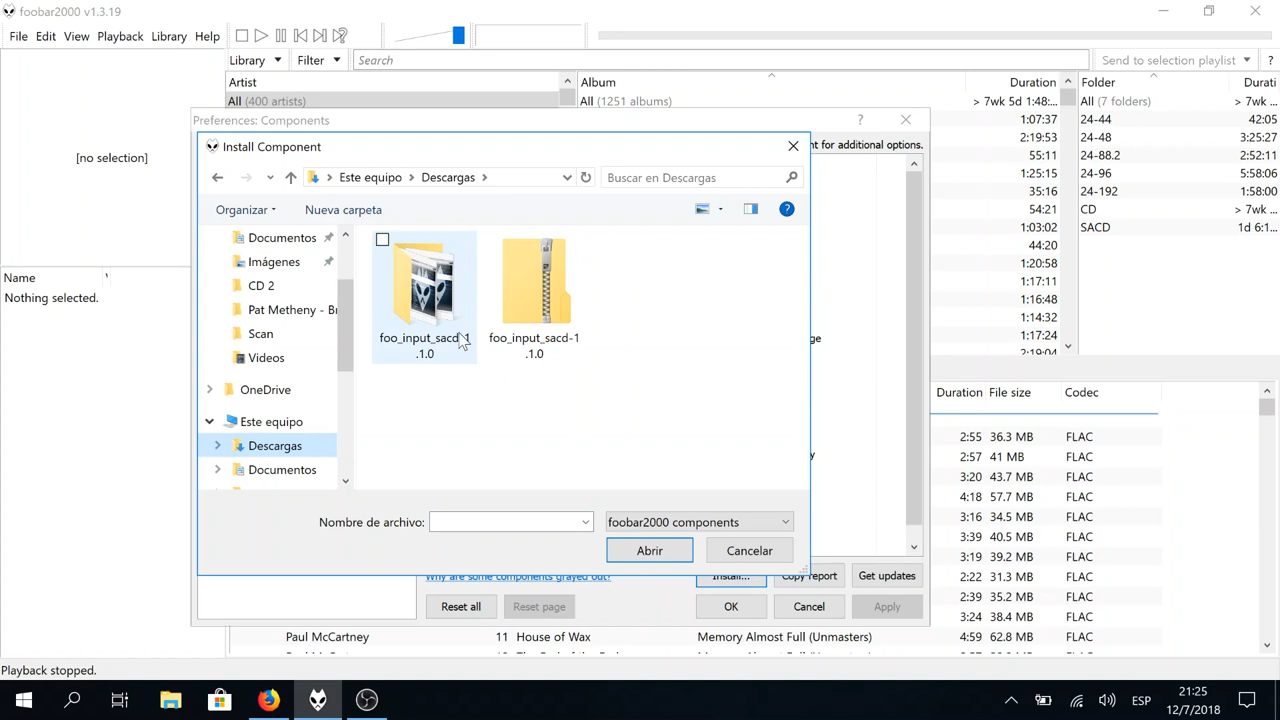 foobar2000 v1.3.19
File Edit View Playback Library Help
Library Filter Search Send to selection playlist ?
Artist Album Duration Folder Durati
All (400 artists) All (1251 albums) > 7wk 5d 1:48:... All (7 folders) > 7wk
Preferences: Components ?
1:07:37 24-44 42:05
Install Component
2:19:53 24-48 3:25:27
[no selection]
nt for additional options.
55:11 24-88.2 2:52:11
Este equipo Descargas Buscar en Descargas
1:25:15 24-96 5:58:06
35:16 24-192 1:58:00
Organizar Nueva carpeta ?
54:21 CD > 7wk
1:03:02 SACD 1d 6:1...
Documentos
44:20
Imágenes
1:20:58
Name
CD 2
1:17:11
Nothing selected.
Pat Metheny - Br
1:16:48
1:14:32
Scan
foo_input_sacd-1
.1.0
foo_input_sacd-1
.1.0
ge
1:17:24
2:19:04
Videos
OneDrive
Duration File size Codec
Este equipo
2:55 36.3 MB FLAC
Descargas
2:57 41 MB FLAC
Documentos
3:20 43.7 MB FLAC
4:18 57.7 MB FLAC
Nombre de archivo: foobar2000 components
3:16 34.5 MB FLAC
3:39 40.5 MB FLAC
Abrir Cancelar
3:19 39.2 MB FLAC
Why are some components grayed out? Install... Copy report Get updates
2:22 31.3 MB FLAC
2:39 35.2 MB FLAC
Reset all Reset page OK Cancel Apply
3:24 34.5 MB FLAC
Paul McCartney 11 House of Wax Memory Almost Full (Unmasters) 4:59 62.8 MB FLAC
Playback stopped.
ESP
21:25
12/7/2018